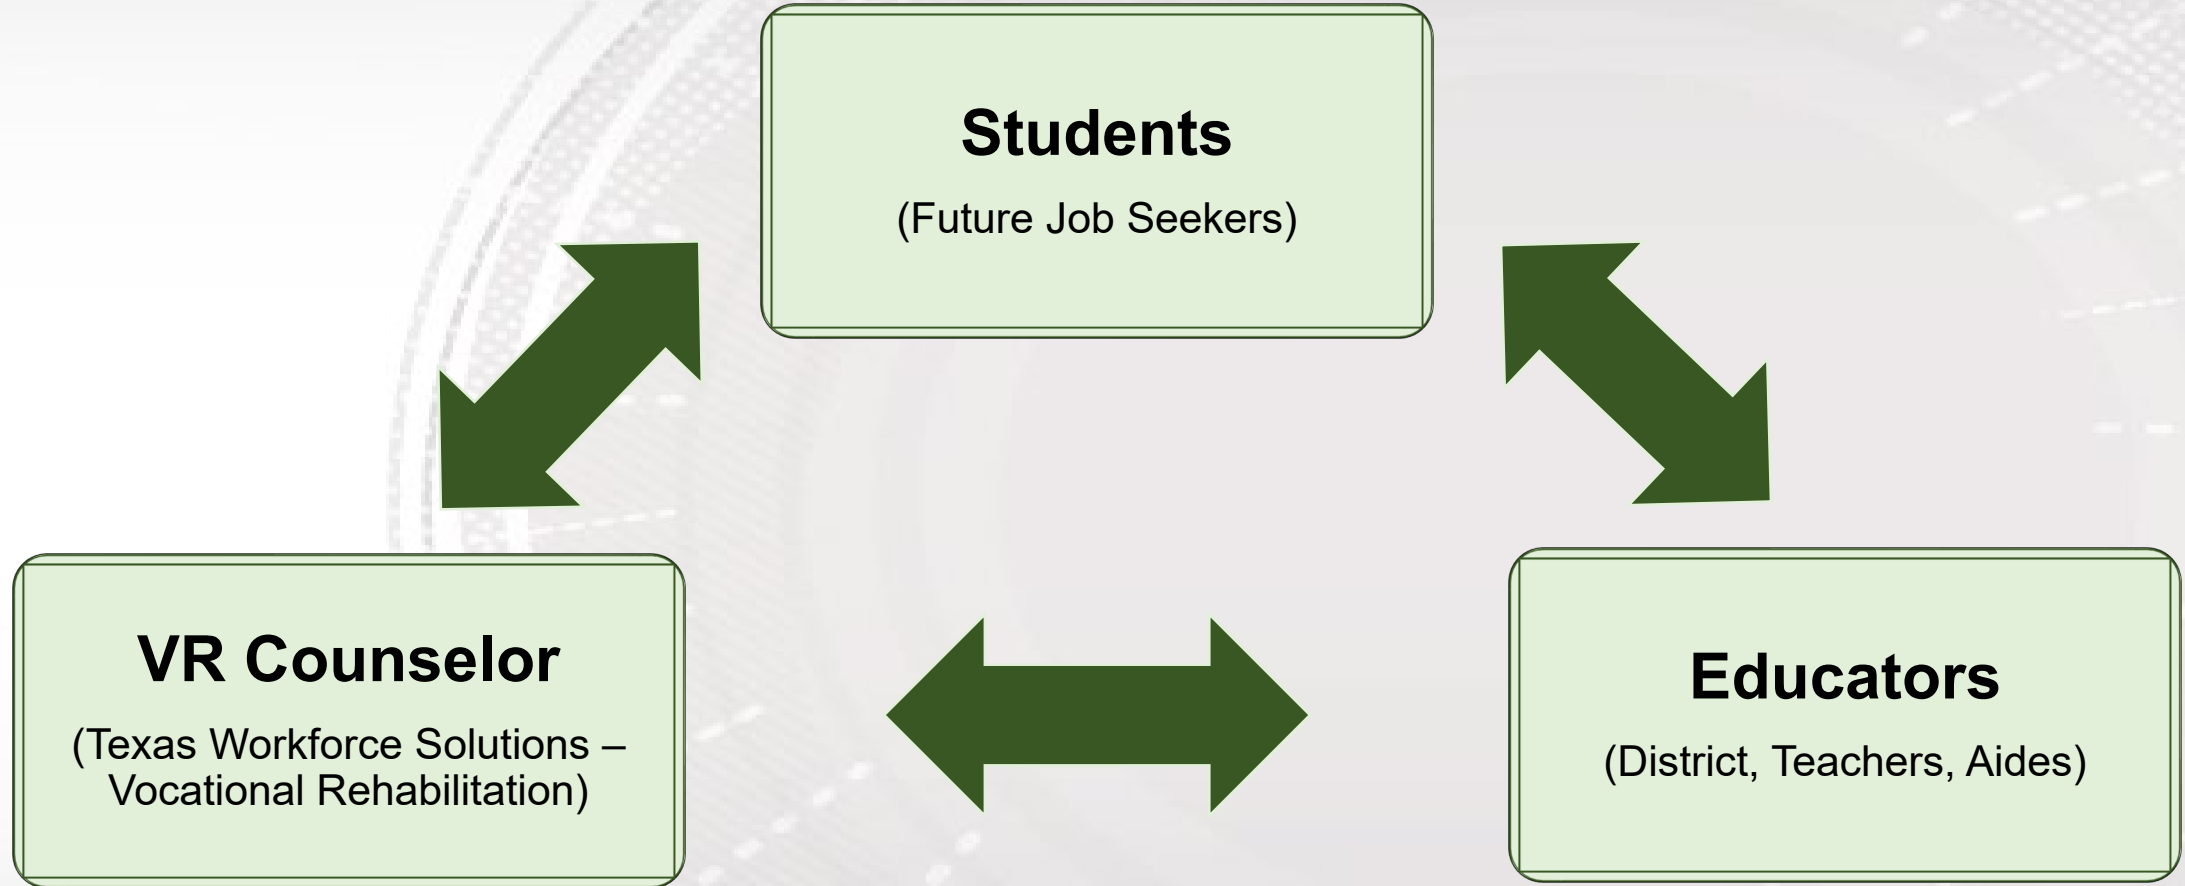 Students
(Future Job Seekers)
VR Counselor
(Texas Workforce Solutions –
Vocational Rehabilitation)
Educators
(District, Teachers, Aides)